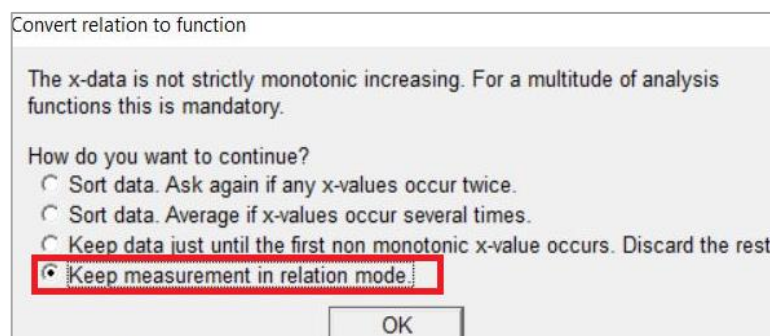 Convert relation to function
The x-data is not strictly monotonic increasing. For a multitude of analysis
functions this is mandatory.
How do you want to continue?
Sort data. Ask again if any x-values occur twice.
Sort data. Average if x-values occur several times.
Keep data just until the first non monotonic x-value occurs. Discard the rest
Keep measurement in relation mode.
OK